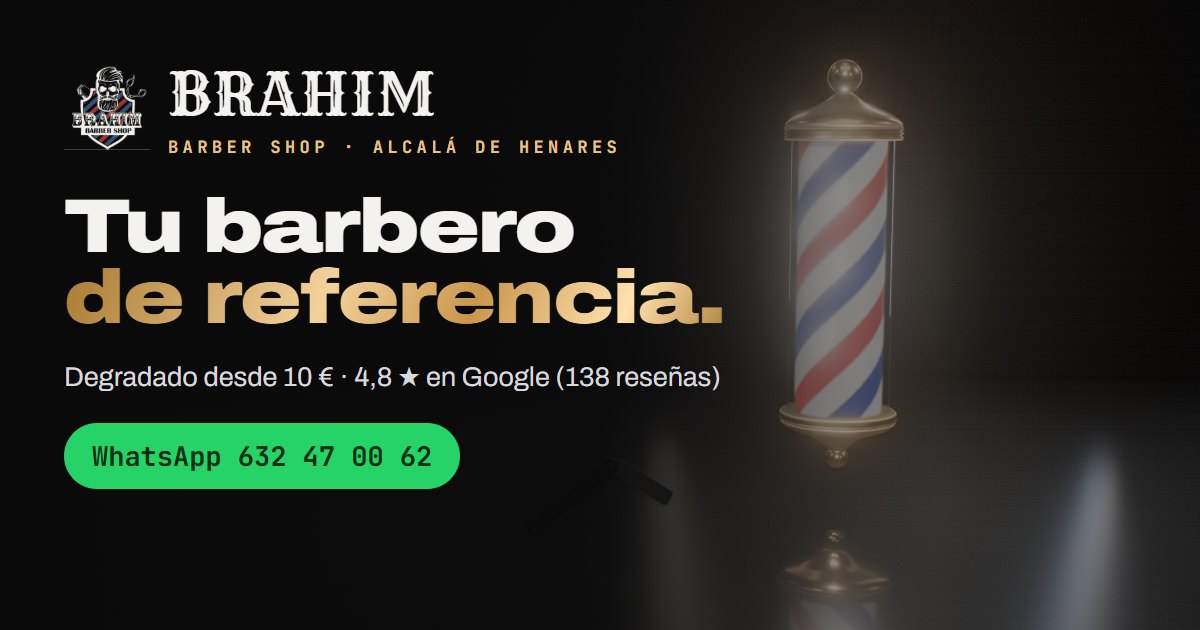 BRAHIM
BARBER SHOP
BRAHIM
BARBER SHOP · ALCALÁ DE HENARES
Tu barbero
de referencia.
Degradado desde 10 € · 4,8 ★ en Google (138 reseñas)
WhatsApp 632 47 00 62